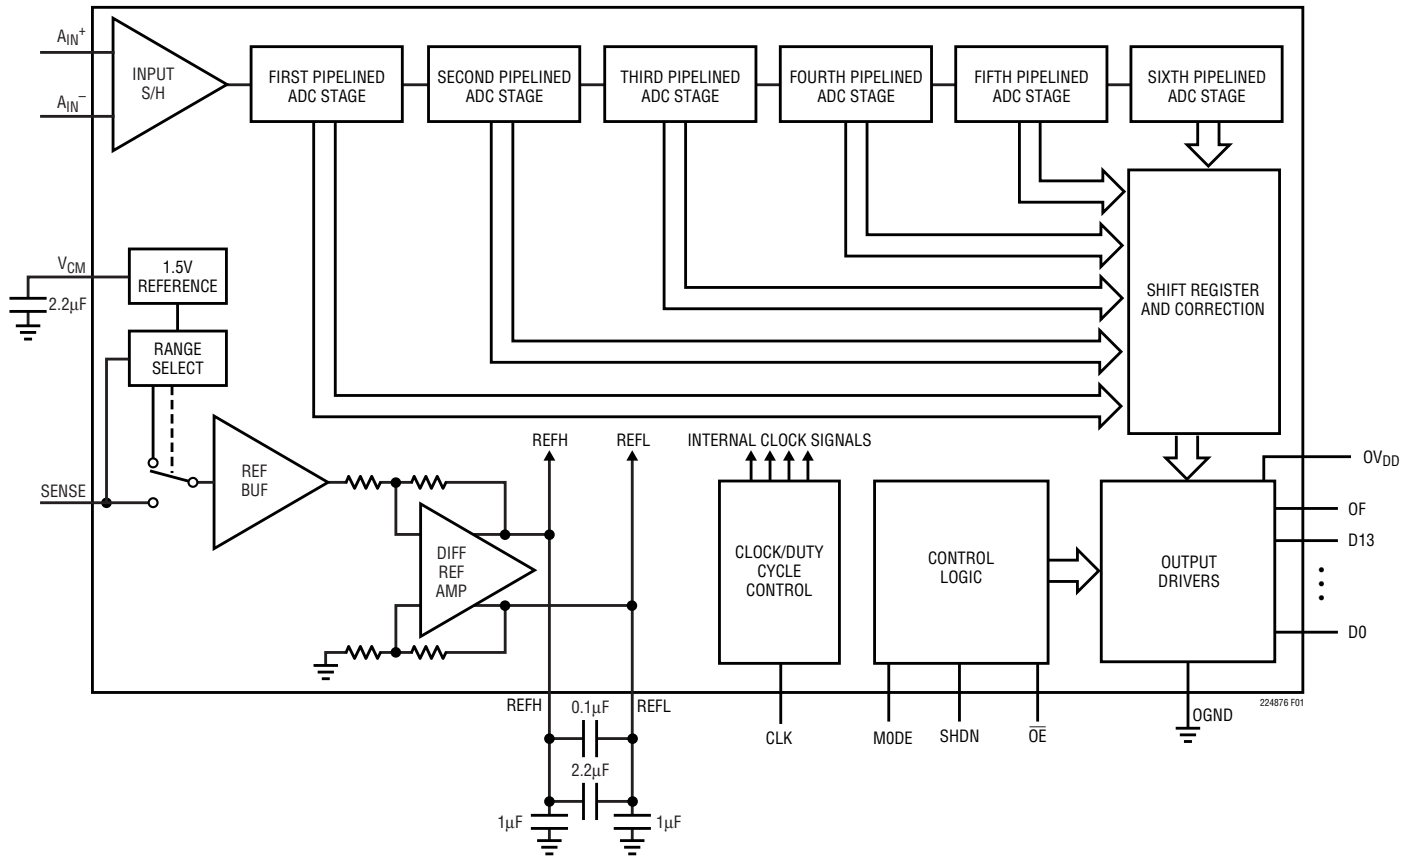 AIN+
AIN–
INPUT
S/H
FIRST PIPELINED
ADC STAGE
SECOND PIPELINED
ADC STAGE
THIRD PIPELINED
ADC STAGE
FOURTH PIPELINED
ADC STAGE
FIFTH PIPELINED
ADC STAGE
SIXTH PIPELINED
ADC STAGE
VCM
2.2µF
1.5V
REFERENCE
RANGE
SELECT
SHIFT REGISTER
AND CORRECTION
SENSE
REF
BUF
REFH
REFL
INTERNAL CLOCK SIGNALS
DIFF
REF
AMP
CLOCK/DUTY
CYCLE
CONTROL
CONTROL
LOGIC
OUTPUT
DRIVERS
OVDD
OF
D13
D0
REFH
0.1µF
REFL
2.2µF
1µF
1µF
CLK
MODE
SHDN
OE
OGND
224876 F01